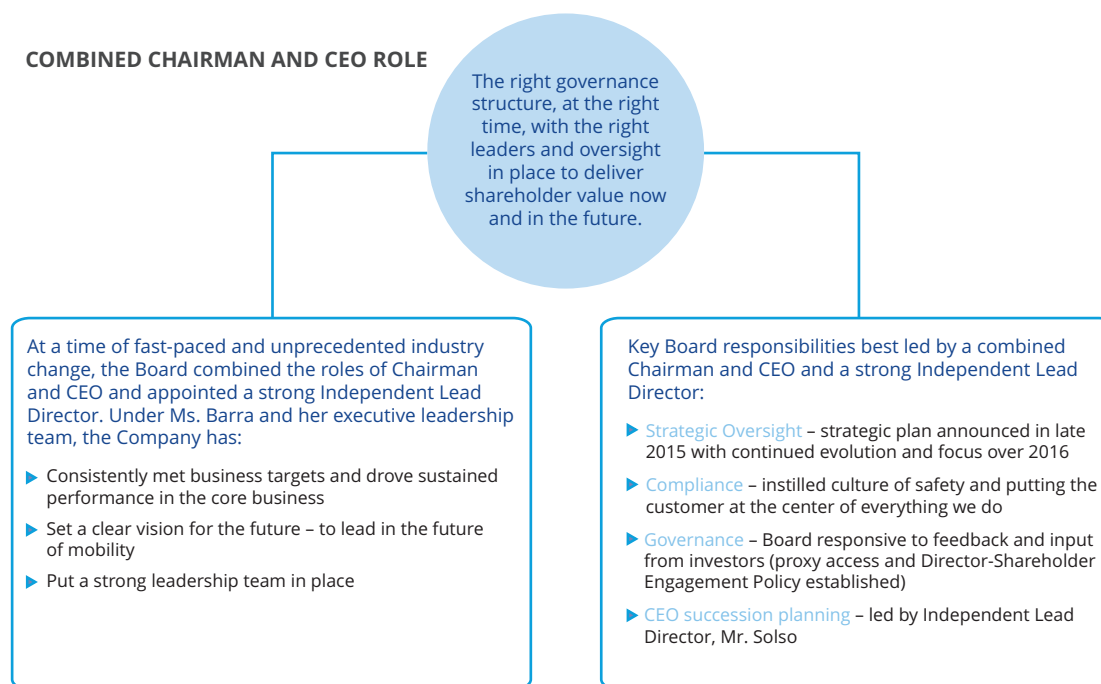 COMBINED CHAIRMAN AND CEO ROLE
The right governance
structure, at the right
time, with the right
leaders and oversight
in place to deliver
shareholder value now
and in the future.
At a time of fast-paced and unprecedented industry
change, the Board combined the roles of Chairman
and CEO and appointed a strong Independent Lead
Director. Under Ms. Barra and her executive leadership
team, the Company has:
Consistently met business targets and drove sustained
performance in the core business
Set a clear vision for the future – to lead in the future
of mobility
Put a strong leadership team in place
Key Board responsibilities best led by a combined
Chairman and CEO and a strong Independent Lead
Director:
Strategic Oversight – strategic plan announced in late
2015 with continued evolution and focus over 2016
Compliance – instilled culture of safety and putting the
customer at the center of everything we do
Governance – Board responsive to feedback and input
from investors (proxy access and Director-Shareholder
Engagement Policy established)
CEO succession planning – led by Independent Lead
Director, Mr. Solso